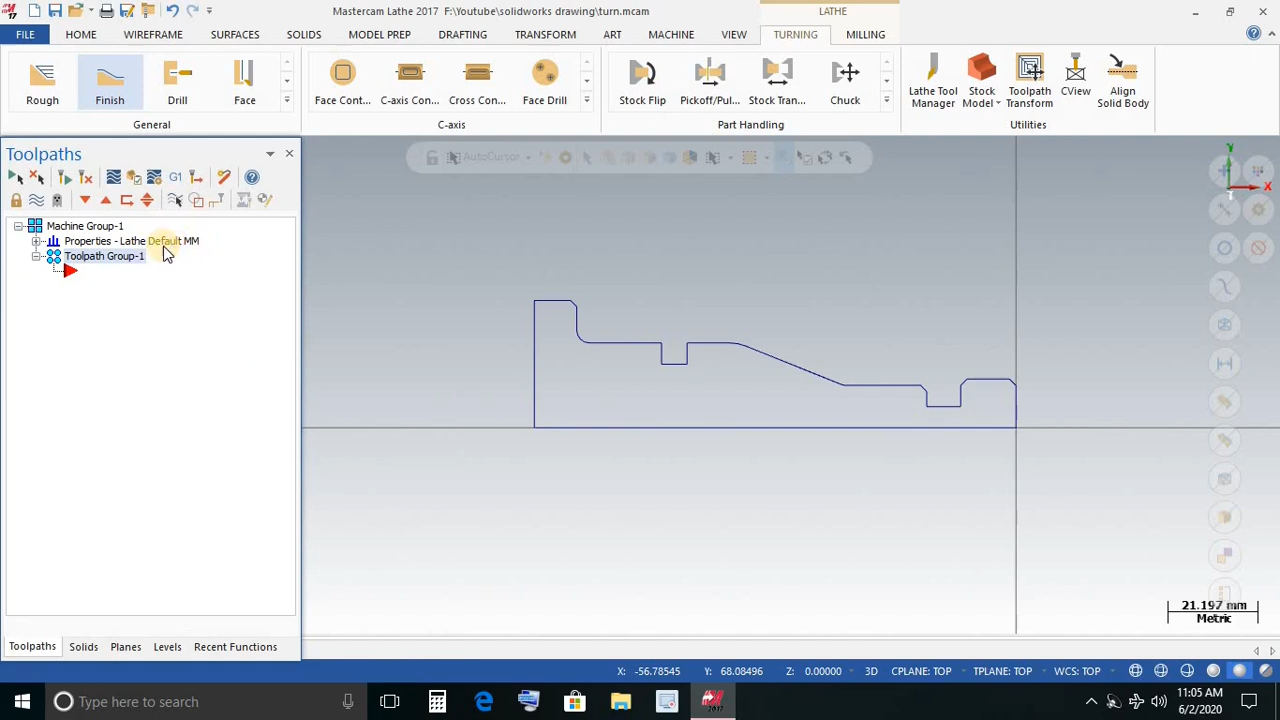 Mastercam Lathe 2017 F:\Youtube\solidworks drawing\turn.mcam
LATHE
FILE HOME WIREFRAME SURFACES SOLIDS MODEL PREP DRAFTING TRANSFORM ART MACHINE VIEW TURNING MILLING
Rough Finish Drill Face
Face Cont... C-axis Con... Cross Con... Face Drill
Stock Flip Pickoff/Pul... Stock Tran... Chuck
Lathe Tool Manager Stock Model Toolpath Transform CView Align Solid Body
General C-axis Part Handling Utilities
Toolpaths
AutoCursor
G1
Machine Group-1
Properties - Lathe Default MM
Toolpath Group-1
Y
X
21.197 mm
Metric
Toolpaths Solids Planes Levels Recent Functions
X: -56.78545 Y: 68.08496 Z: 0.00000 3D CPLANE: TOP TPLANE: TOP WCS: TOP
Type here to search
2017
11:05 AM
6/2/2020